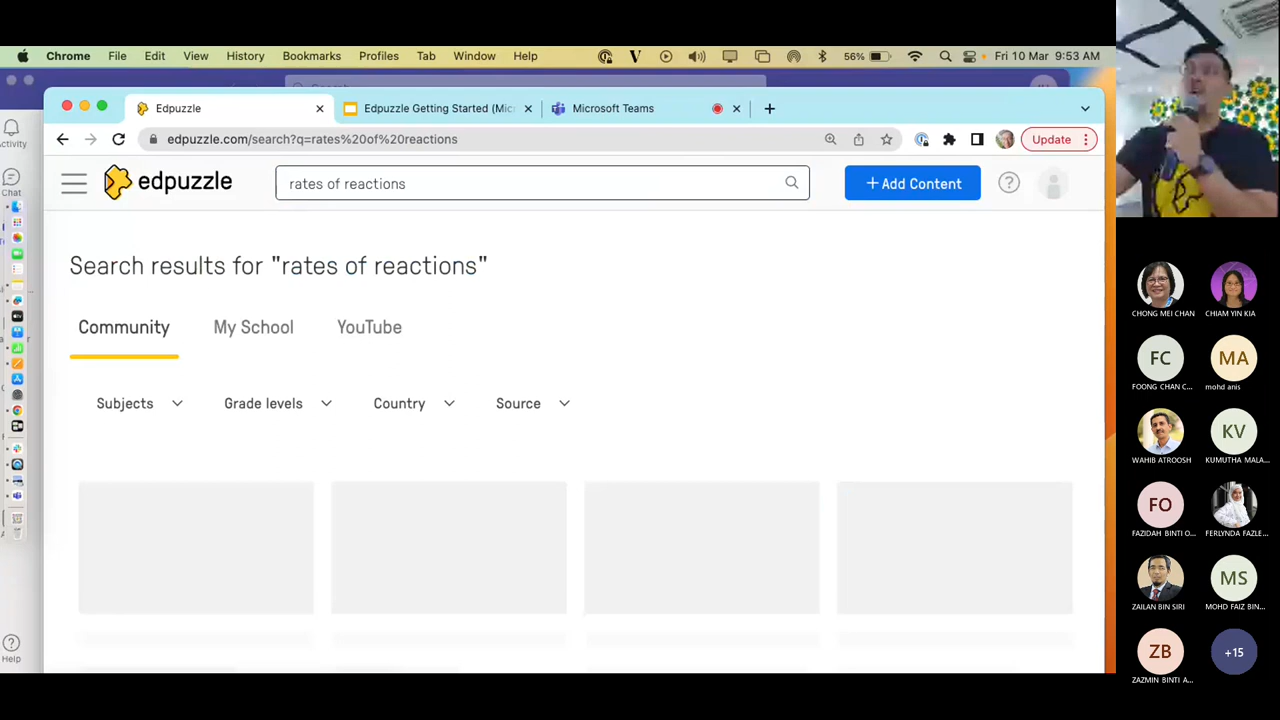 Chrome File Edit View History Bookmarks Profiles Tab Window Help 56% Fri 10 Mar 9:53 AM
Search
Edpuzzle
Edpuzzle Getting Started (Mic
Microsoft Teams
edpuzzle.com/search?q=rates%20of%20reactions
Update
edpuzzle
rates of reactions
+ Add Content
?
Search results for "rates of reactions"
Community My School YouTube
Subjects Grade levels Country Source
Activity
Chat
Help
CHONG MEI CHAN
CHIAM YIN KIA
FC
FOONG CHAN C...
MA
mohd anis
WAHIB ATROOSH
KV
KUMUTHA MALA...
FO
FAZIDAH BINTI O...
FERLYNDA FAZLE...
ZAILAN BIN SIRI
MS
MOHD FAIZ BIN...
ZB
ZAZMIN BINTI A...
+15